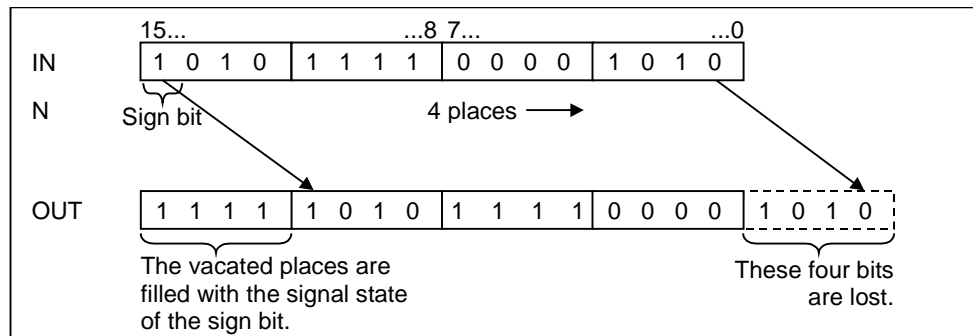 15... ...8 7... ...0
IN 1 0 1 0 1 1 1 1 0 0 0 0 1 0 1 0
Sign bit
N 4 places
OUT 1 1 1 1 1 0 1 0 1 1 1 1 0 0 0 0 1 0 1 0
The vacated places are
filled with the signal state
of the sign bit.
These four bits
are lost.